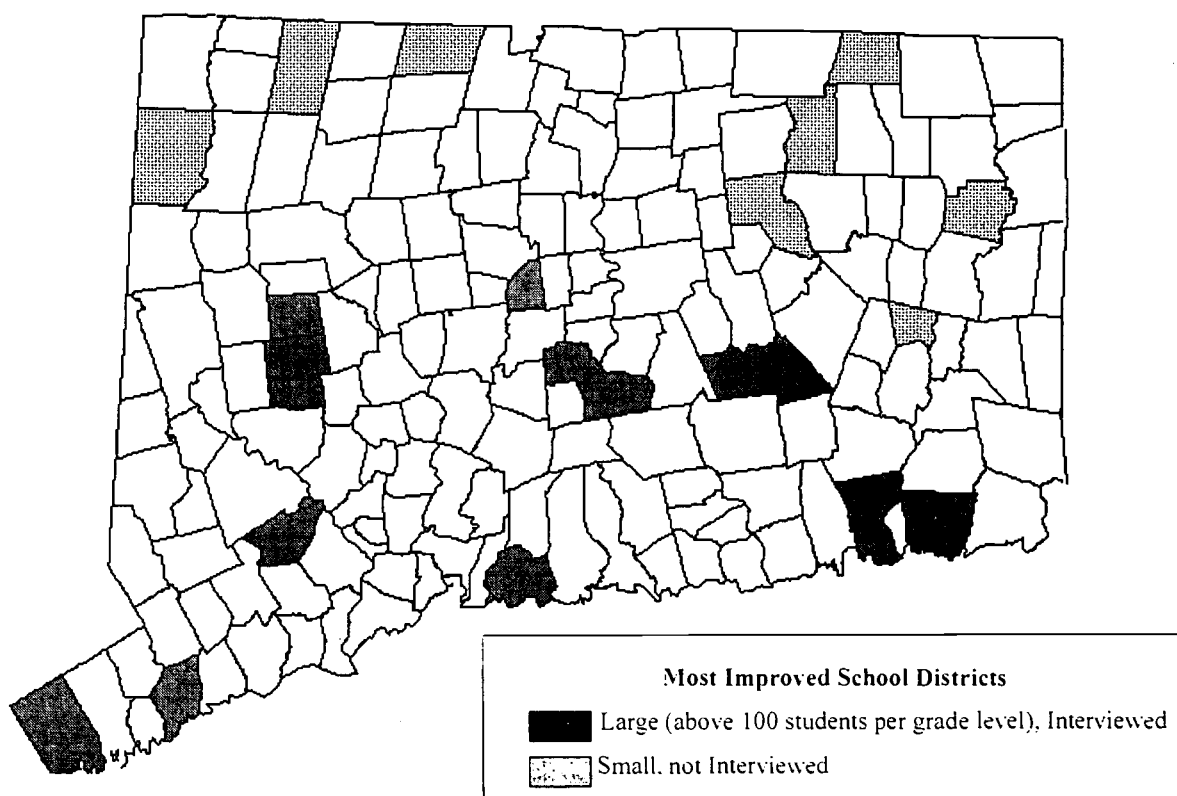 Most Improved School Districts
Large (above 100 students per grade level), Interviewed
Small, not Interviewed